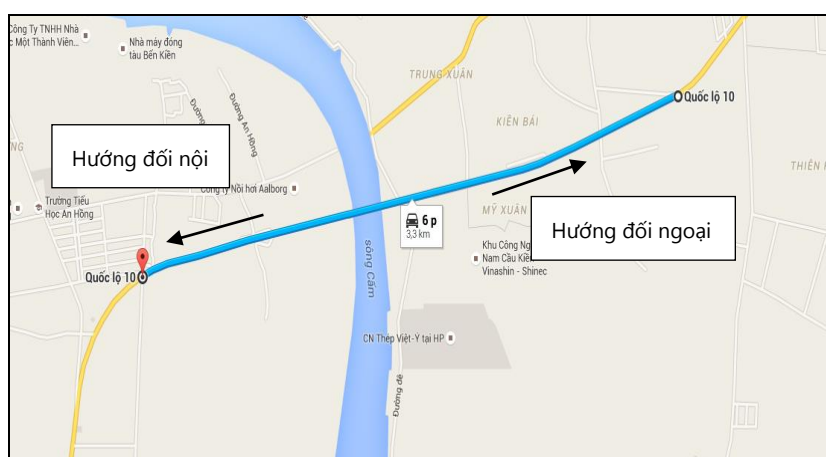 Công Ty TNHH Nhà
c Một Thành Viên...
Nhà máy đóng
tàu Bến Kiền
TRUNG XUÂN
Quốc lộ 10
KIÊN BÁI
Đường
Đường An Hồng
Hướng đối nội
THIÊN
Công ty Nồi hơi Aalborg
Trường Tiểu
Học An Hồng
6 p
3,3 km
MỸ XUÂN
Hướng đối ngoại
Khu Công Ng
Nam Cầu Kiề
Vinashin - Shinec
sông Cấm
Quốc lộ 10
CN Thép Việt-Ý tại HP
Đường đê